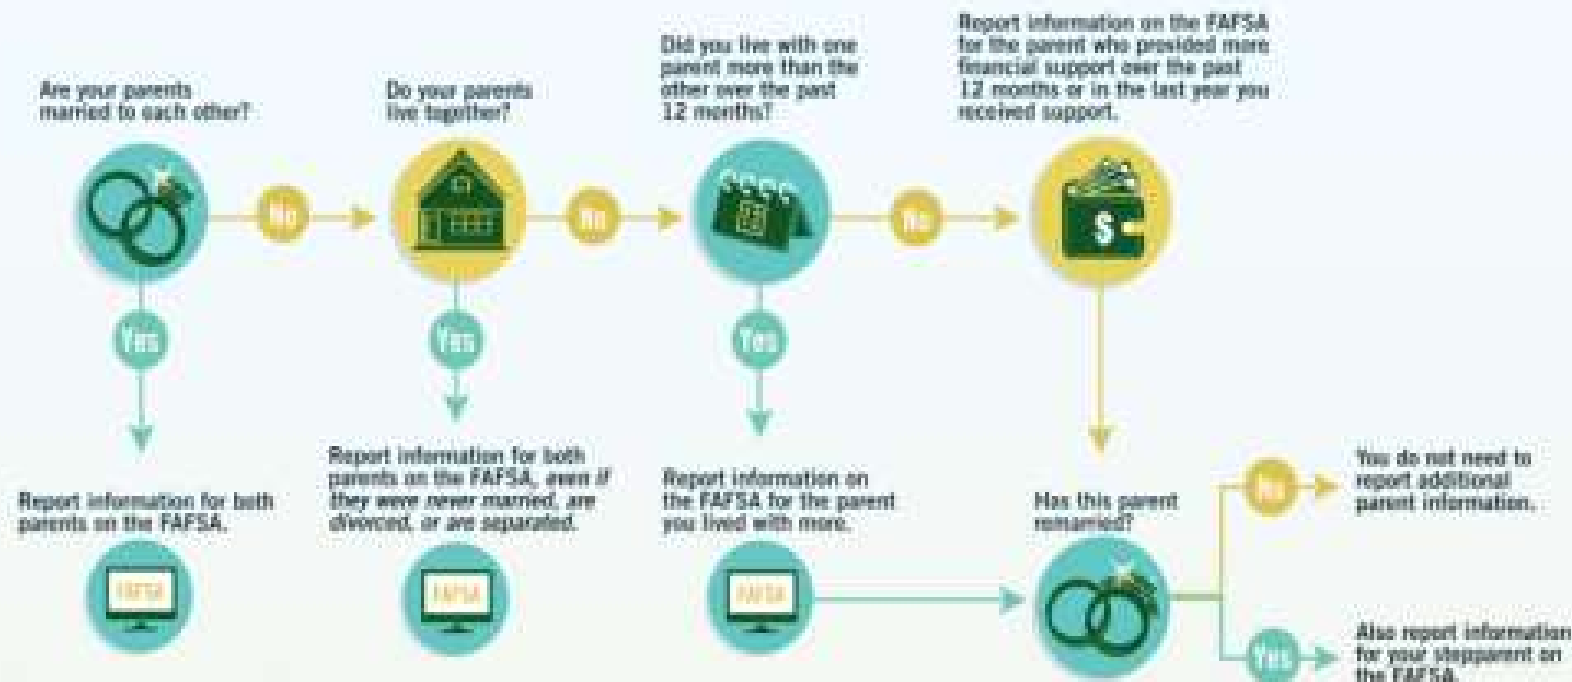 Are your parents
married to each other?
Do your parents
live together?
Did you live with one
parent more than the
other over the past
12 months?
Report information on the FAFSA
for the parent who provided more
financial support over the past
12 months or in the last year you
received support.
No
No
No
$
Yes
Yes
Yes
Report information for both
parents on the FAFSA.
FAFSA
Report information for both
parents on the FAFSA, even if
they were never married, are
divorced, or are separated.
FAFSA
Report information on
the FAFSA for the parent
you lived with more.
FAFSA
Has this parent
remarried?
No
You do not need to
report additional
parent information.
Yes
Also report information
for your stepparent on
the FAFSA.